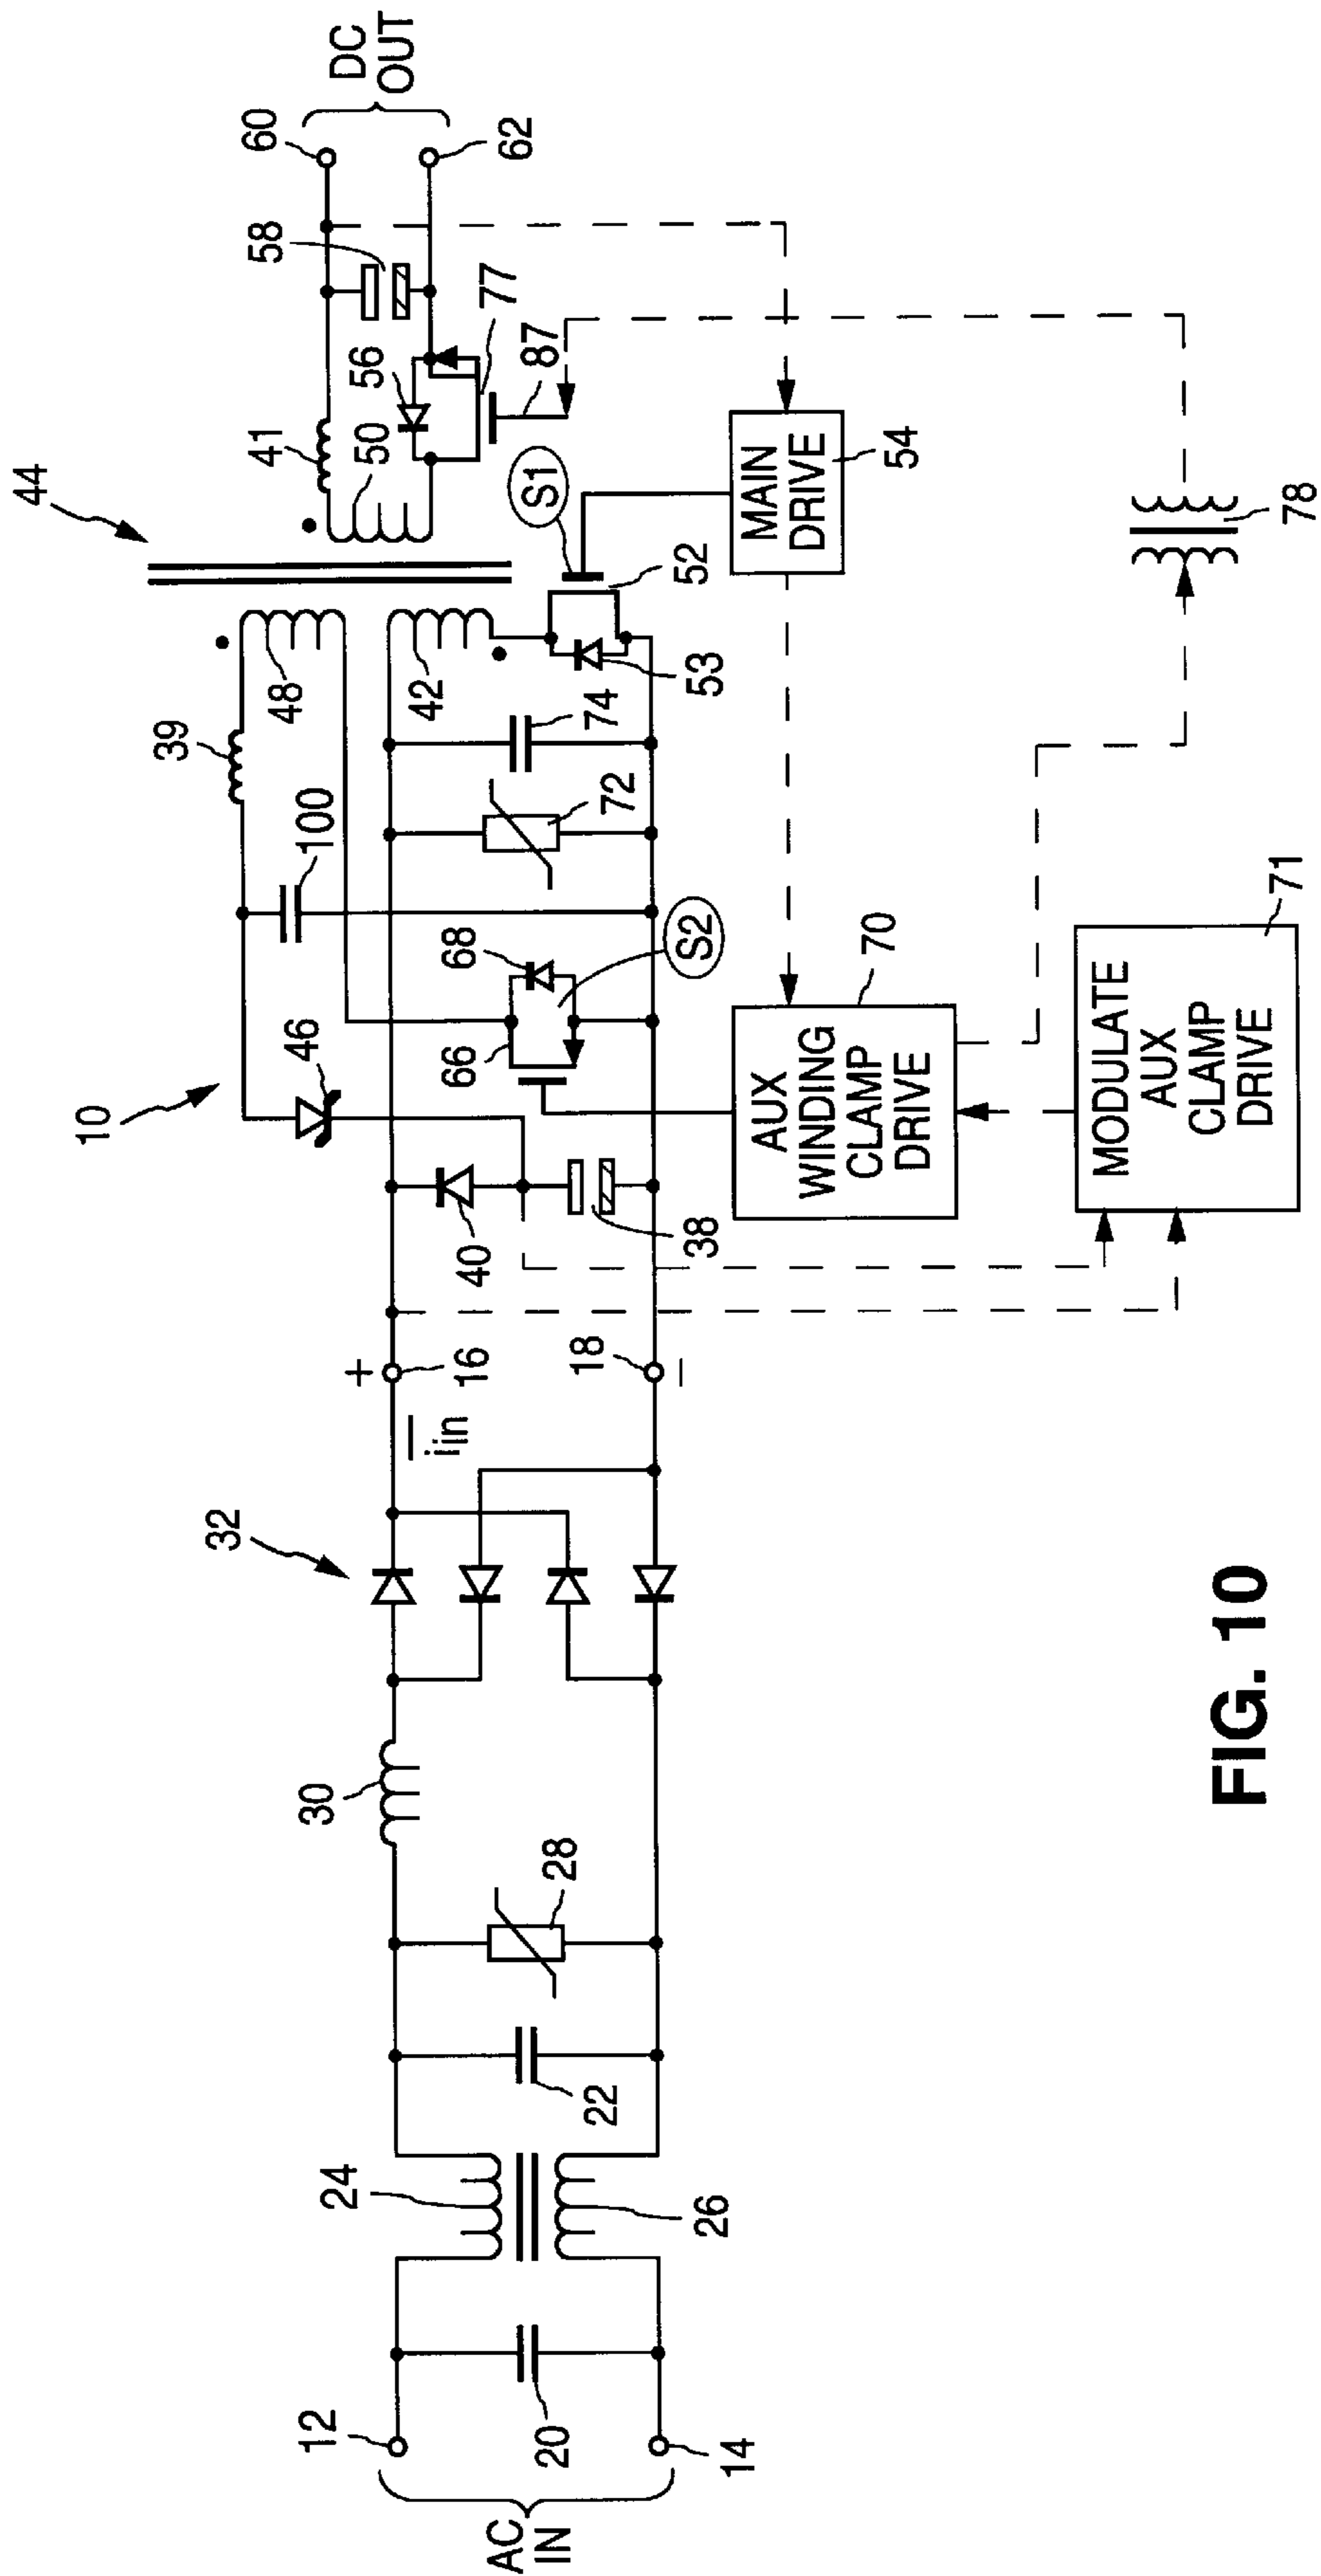 44
DC
OUT
60
62
58
41
50
56
77
87
S1
MAIN
DRIVE
54
52
53
78
39
48
42
74
72
100
S2
68
66
46
10
40
38
AUX
WINDING
CLAMP
DRIVE
70
MODULATE
AUX
CLAMP
DRIVE
71
+
16
18
−
iin
32
30
28
22
24
26
20
12
14
AC
IN
FIG. 10